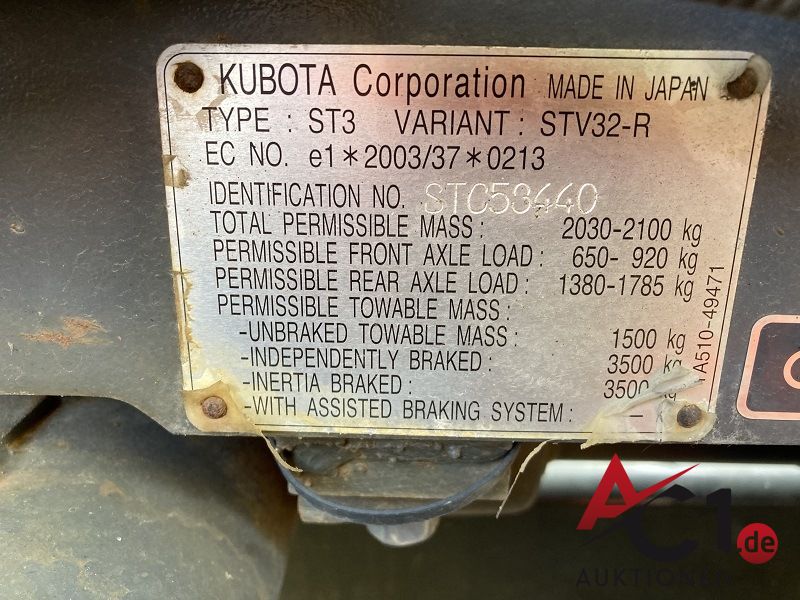 KUBOTA Corporation MADE IN JAPAN
TYPE : ST3 VARIANT : STV32-R
EC NO. e1*2003/37*0213
IDENTIFICATION NO. STC53440
TOTAL PERMISSIBLE MASS : 2030-2100 kg
PERMISSIBLE FRONT AXLE LOAD : 650- 920 kg
PERMISSIBLE REAR AXLE LOAD : 1380-1785 kg
PERMISSIBLE TOWABLE MASS :
-UNBRAKED TOWABLE MASS : 1500 kg
-INDEPENDENTLY BRAKED : 3500 kg
-INERTIA BRAKED : 3500 kg
-WITH ASSISTED BRAKING SYSTEM : –
TA510-49471
AC1.de
AUKTIONEN